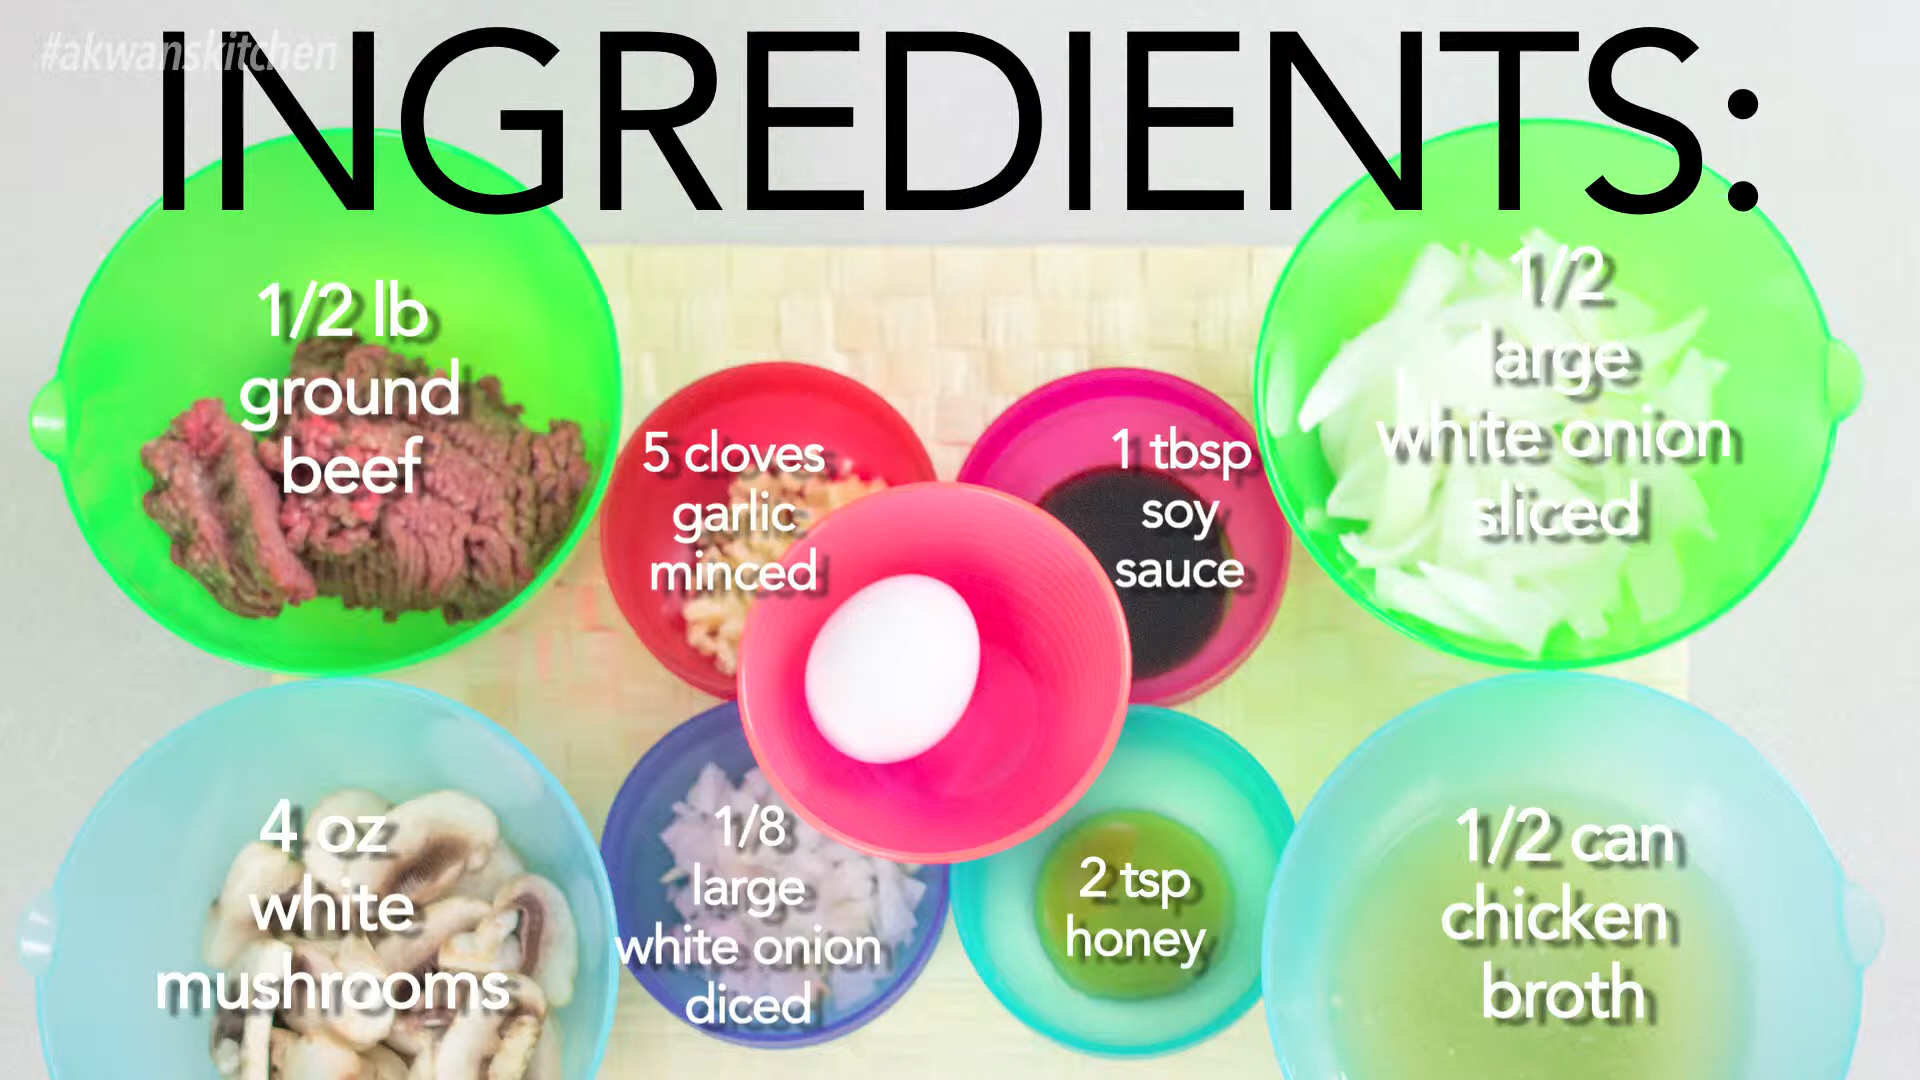 #akwanskitchen
INGREDIENTS:
1/2 lb
ground
beef
5 cloves
garlic
minced
1 tbsp
soy
sauce
1/2
large
white onion
sliced
4 oz
white
mushrooms
1/8
large
white onion
diced
2 tsp
honey
1/2 can
chicken
broth